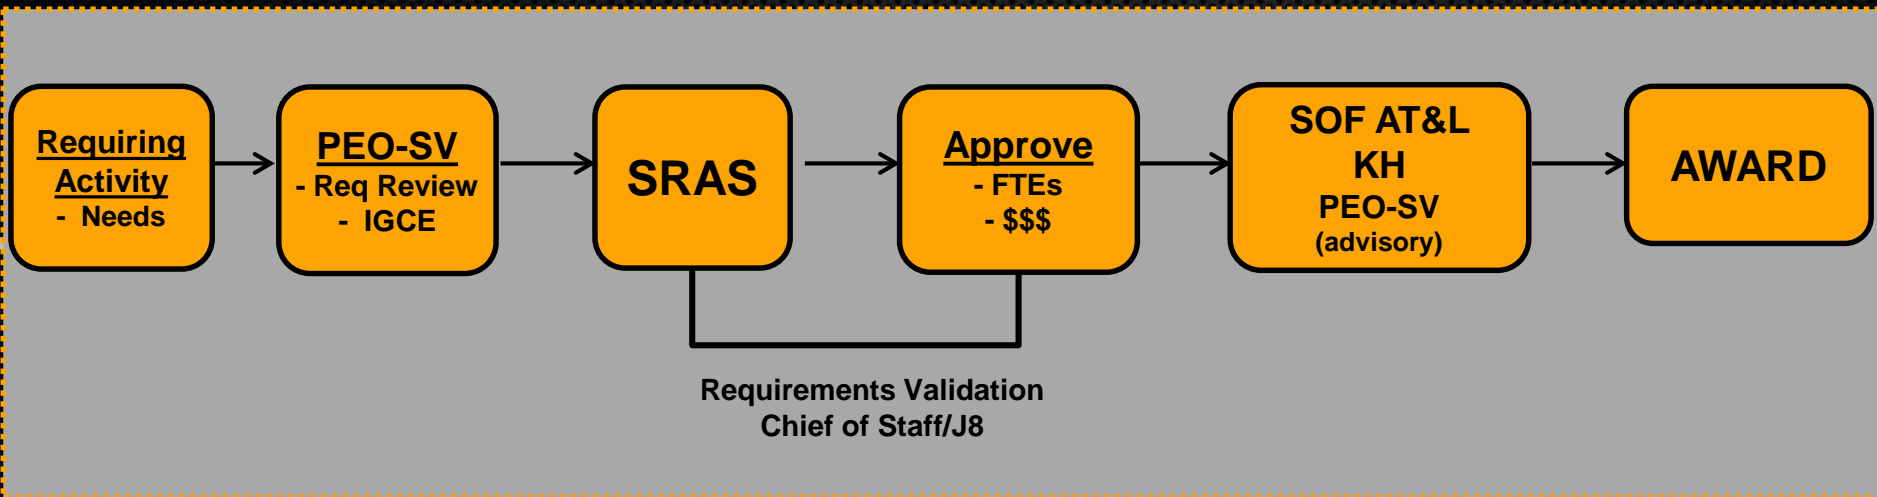 Requiring
Activity
- Needs
PEO-SV
- Req Review
- IGCE
SRAS
Approve
- FTEs
- $$$
SOF AT&L
KH
PEO-SV
(advisory)
AWARD
Requirements Validation
Chief of Staff/J8